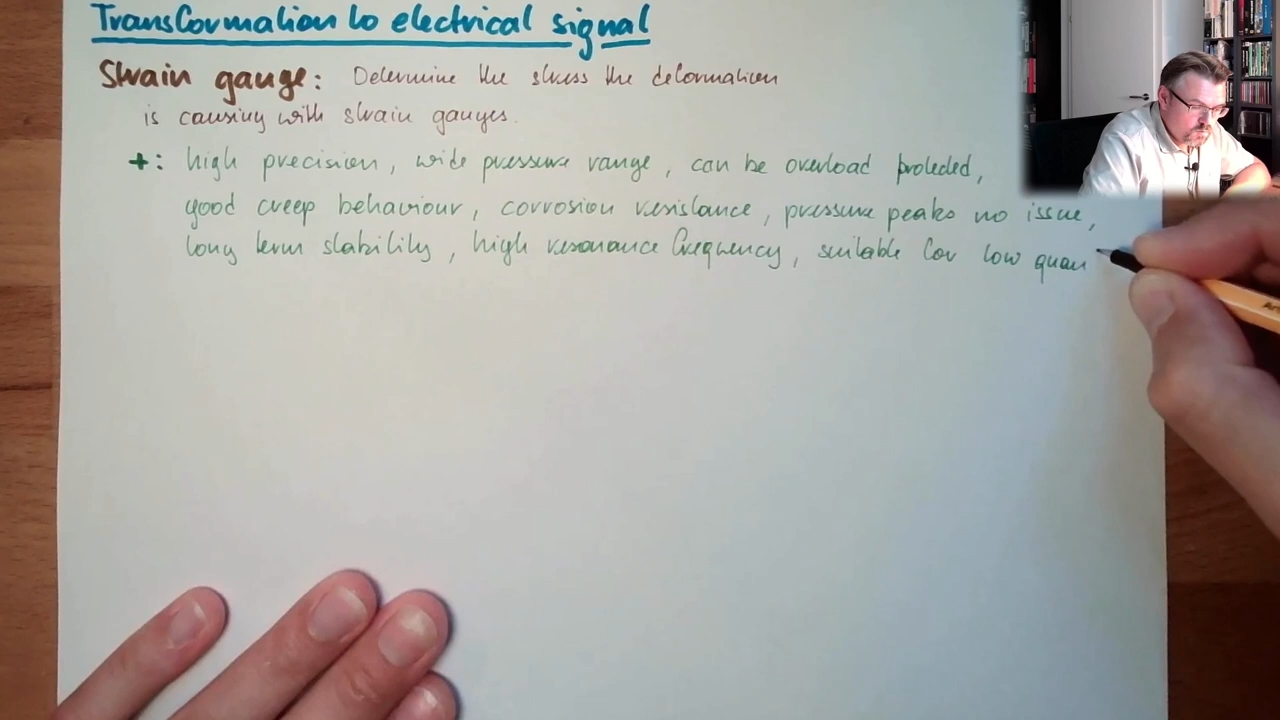 Transformation to electrical signal
Strain gauge: Determine the stress the deformation
is causing with strain gauges.
+: high precision, wide pressure range, can be overload protected,
good creep behaviour, corrosion resistance, pressure peaks no issue,
long term stability, high resonance frequency, suitable for low quan